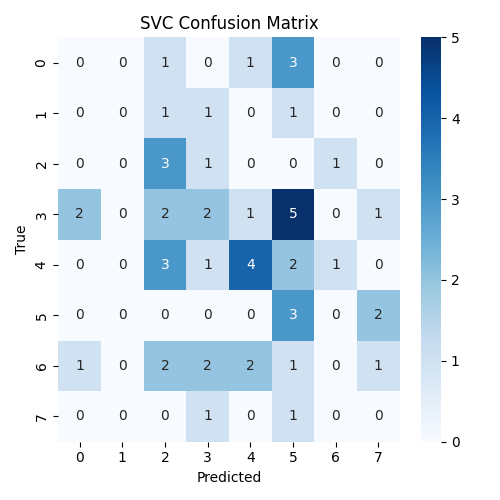 SVC Confusion Matrix
5
0 0 0 1 0 1 3 0 0
1 0 0 1 1 0 1 0 0
4
2 0 0 3 1 0 0 1 0
3
3 2 0 2 2 1 5 0 1
True
4 0 0 3 1 4 2 1 0
2
5 0 0 0 0 0 3 0 2
6 1 0 2 2 2 1 0 1
1
7 0 0 0 1 0 1 0 0
0
0 1 2 3 4 5 6 7
Predicted